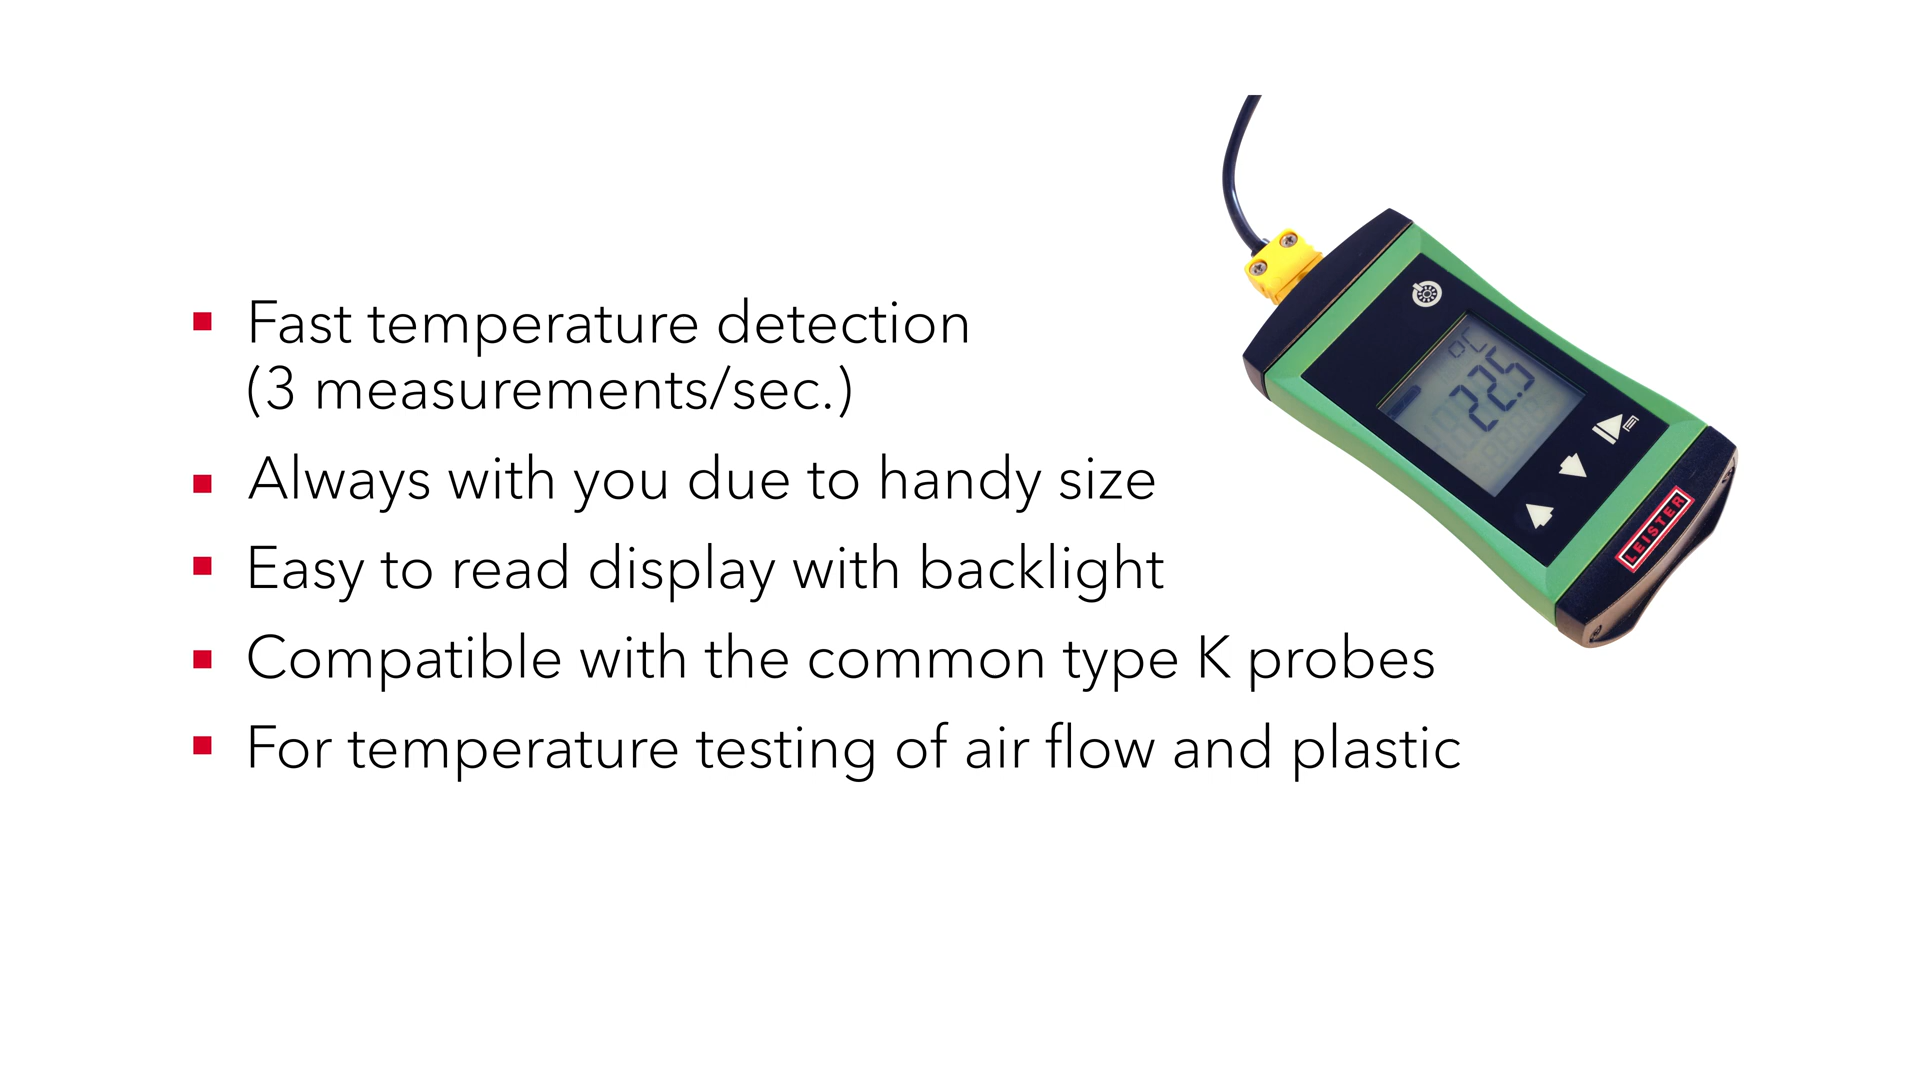 Fast temperature detection
(3 measurements/sec.)
Always with you due to handy size
Easy to read display with backlight
Compatible with the common type K probes
For temperature testing of air flow and plastic
°C
22.5
LEISTER